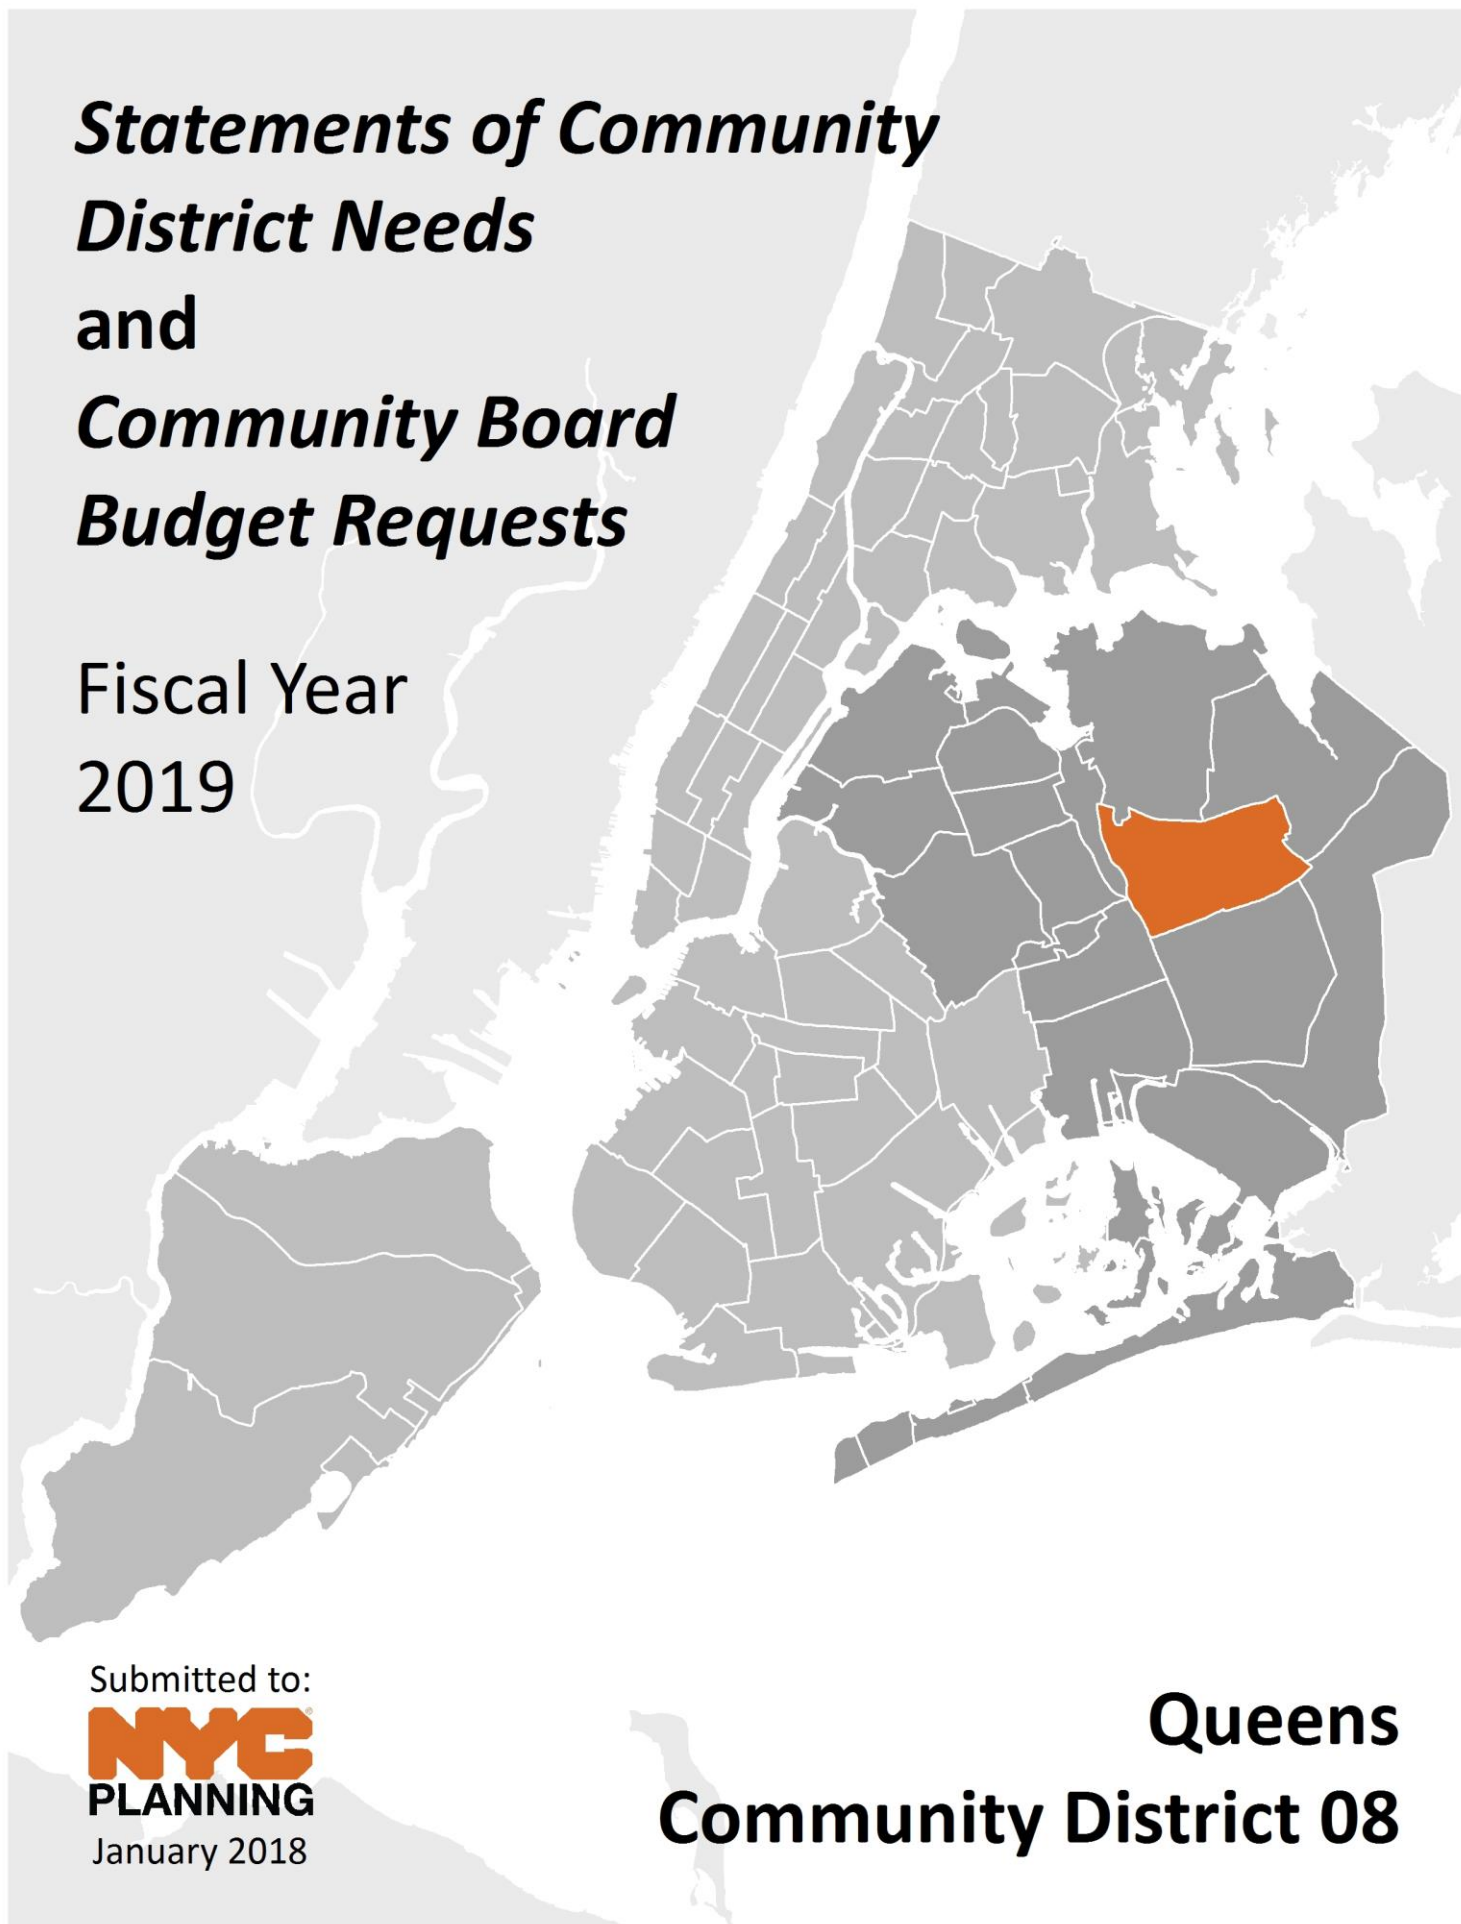 Statements of Community
District Needs
and
Community Board
Budget Requests
Fiscal Year
2019
Submitted to:
NYC
PLANNING
January 2018
Queens
Community District 08